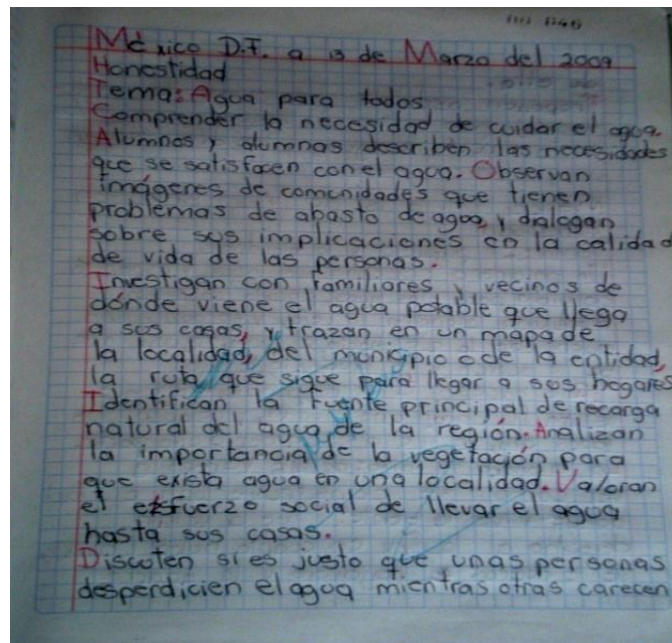 México D.F. a 13 de Marzo del 2009
Honestidad
Tema: Agua para todos
Comprender la necesidad de cuidar el agua.
Alumnos y alumnas describen las necesidades
que se satisfacen con el agua. Observan
imágenes de comunidades que tienen
problemas de abasto de agua, y dialogan
sobre sus implicaciones en la calidad
de vida de las personas.
Investigan con familiares y vecinos de
dónde viene el agua potable que llega
a sus casas, y trazan en un mapa de
la localidad, del municipio o de la entidad,
la ruta que sigue para llegar a sus hogares
Identifican la fuente principal de recarga
natural del agua de la región. Analizan
la importancia de la vegetación para
que exista agua en una localidad. Valoran
el esfuerzo social de llevar el agua
hasta sus casas.
Discuten si es justo que unas personas
desperdicien el agua mientras otras carecen